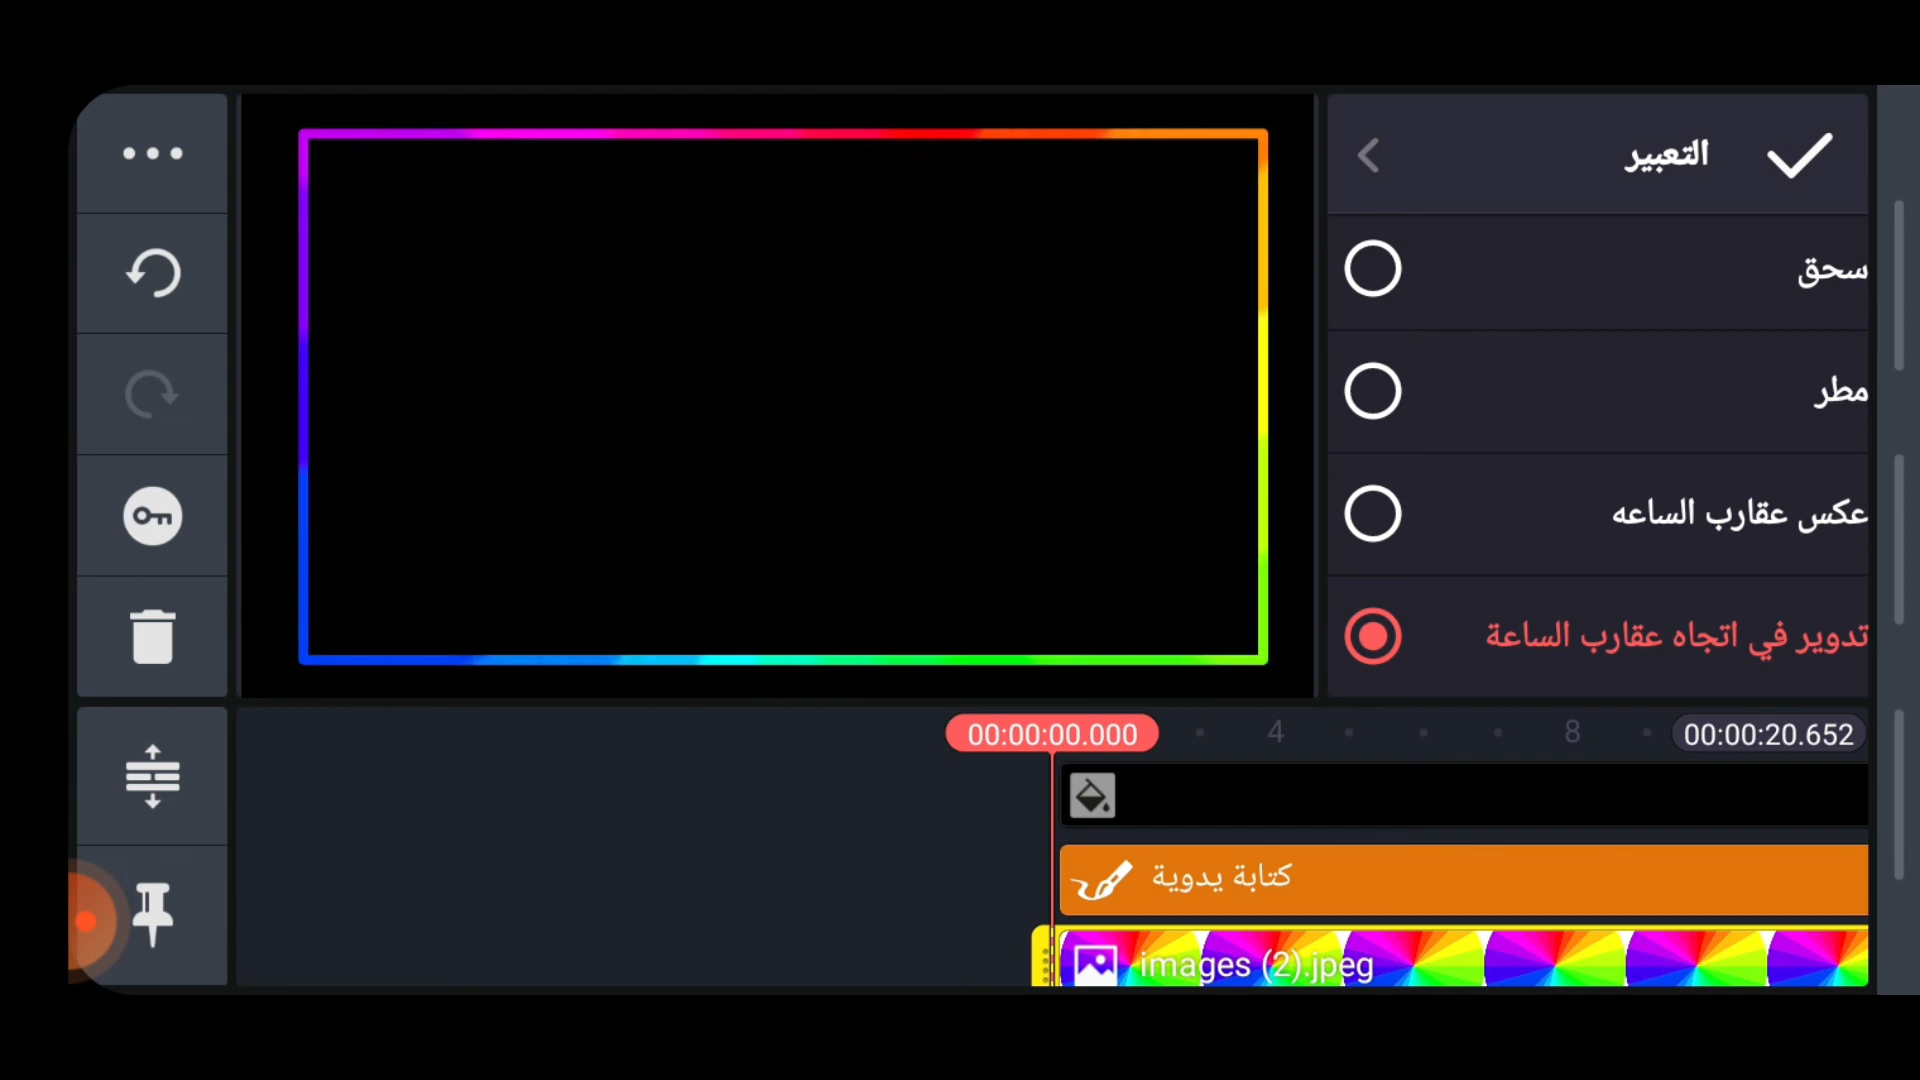 التعبير
سحق
مطر
عكس عقارب الساعه
تدوير في اتجاه عقارب الساعة
00:00:00.000
4
8
00:00:20.652
كتابة يدوية
images (2).jpeg